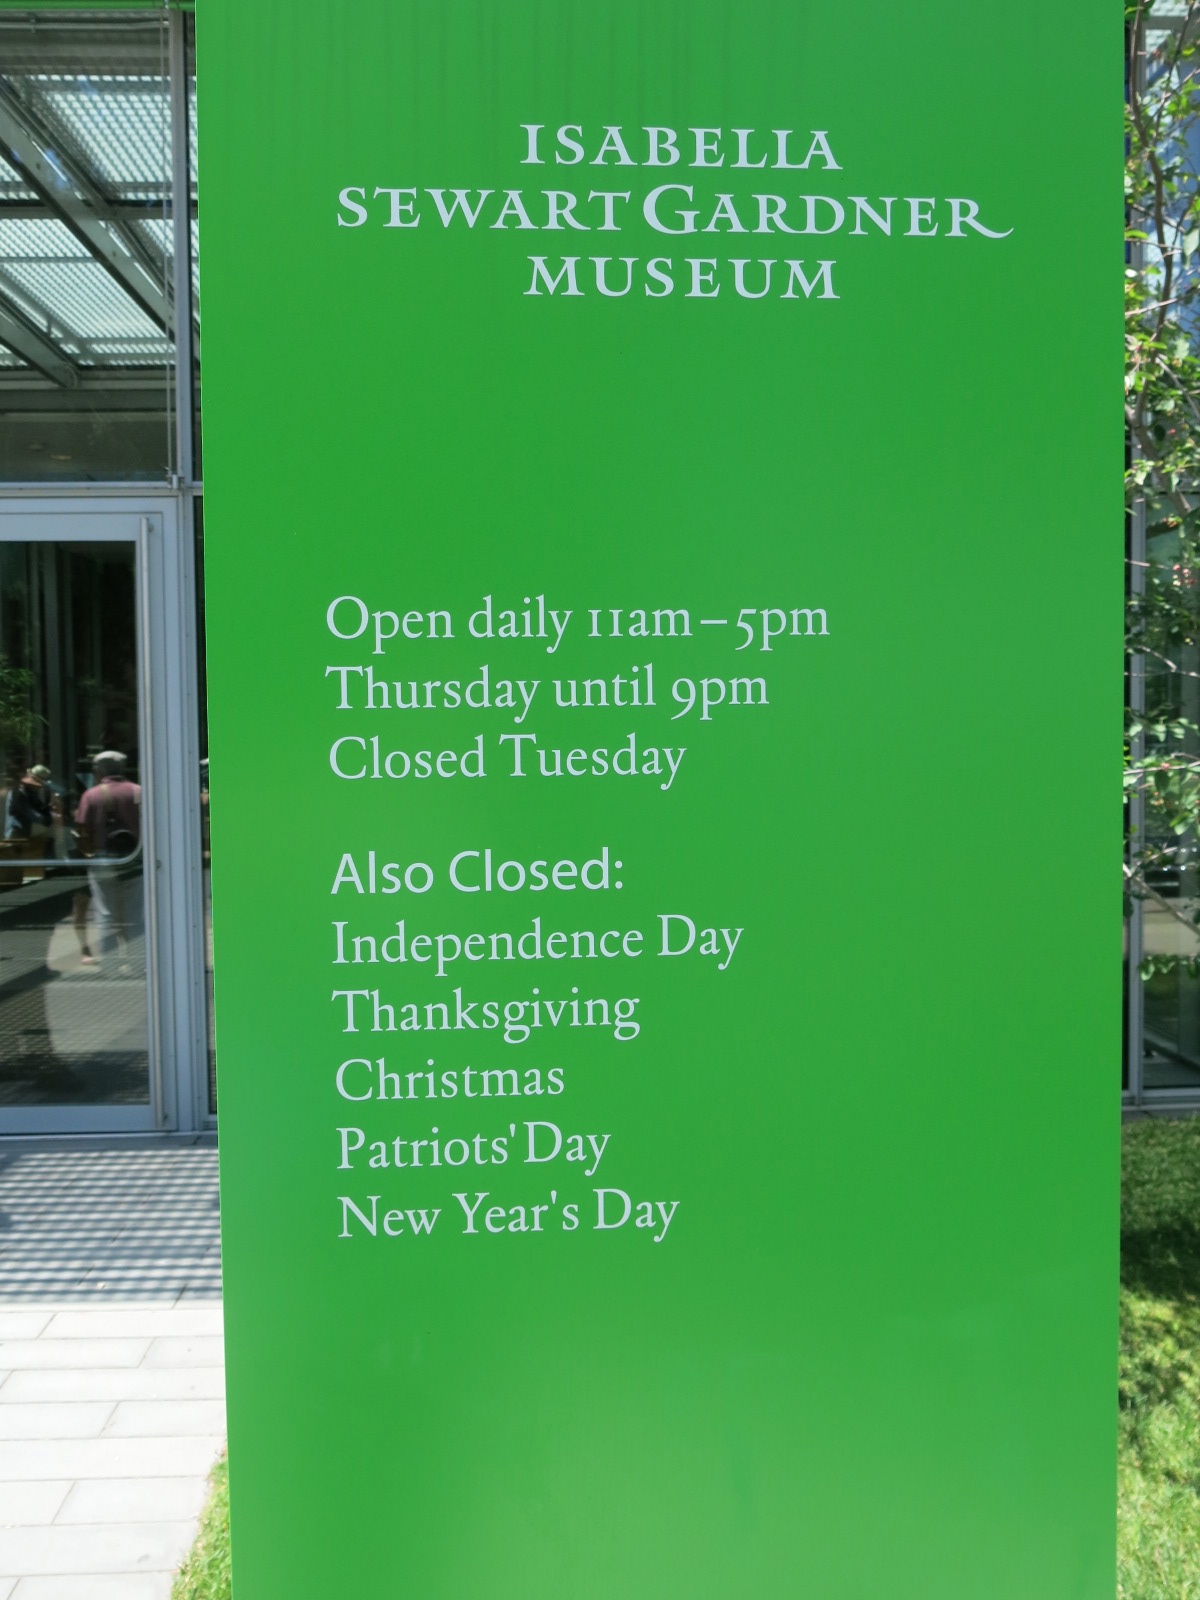 ISABELLA
STEWART GARDNER
MUSEUM
Open daily 11am–5pm
Thursday until 9pm
Closed Tuesday
Also Closed:
Independence Day
Thanksgiving
Christmas
Patriots' Day
New Year's Day